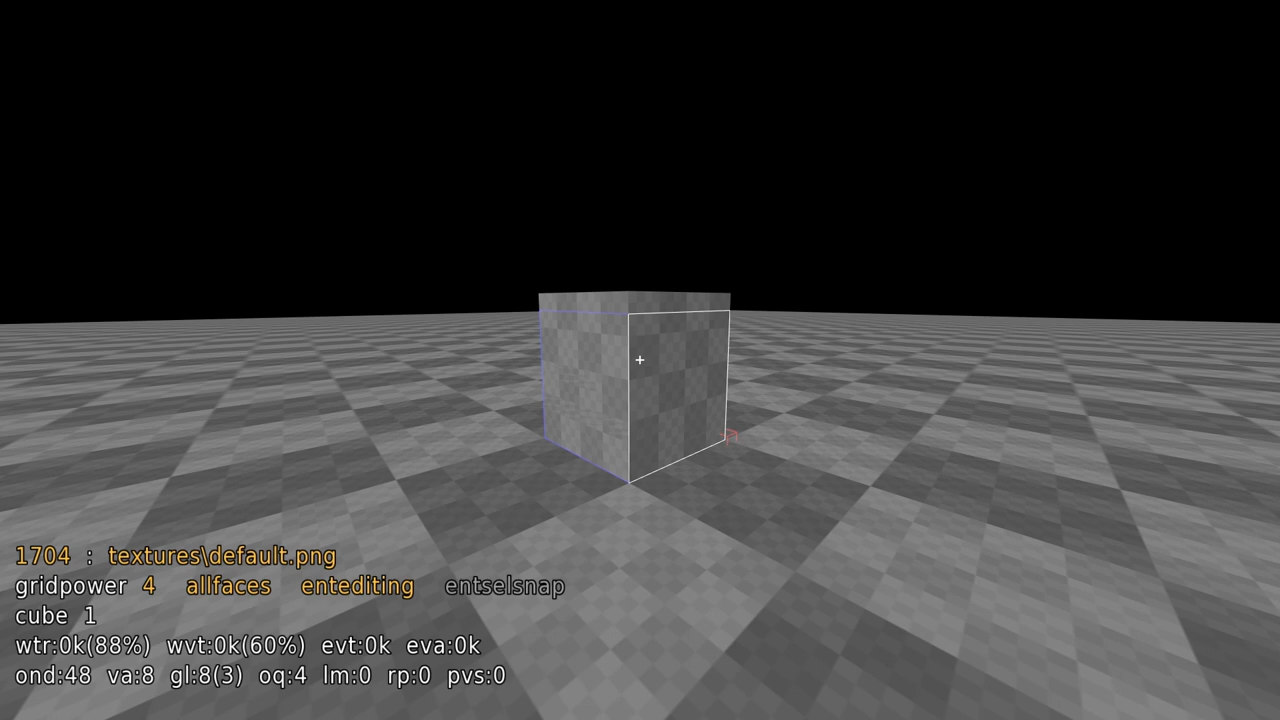 1704 : textures\default.png
gridpower 4 allfaces entediting entselsnap
cube 1
wtr:0k(88%) wvt:0k(60%) evt:0k eva:0k
ond:48 va:8 gl:8(3) oq:4 lm:0 rp:0 pvs:0